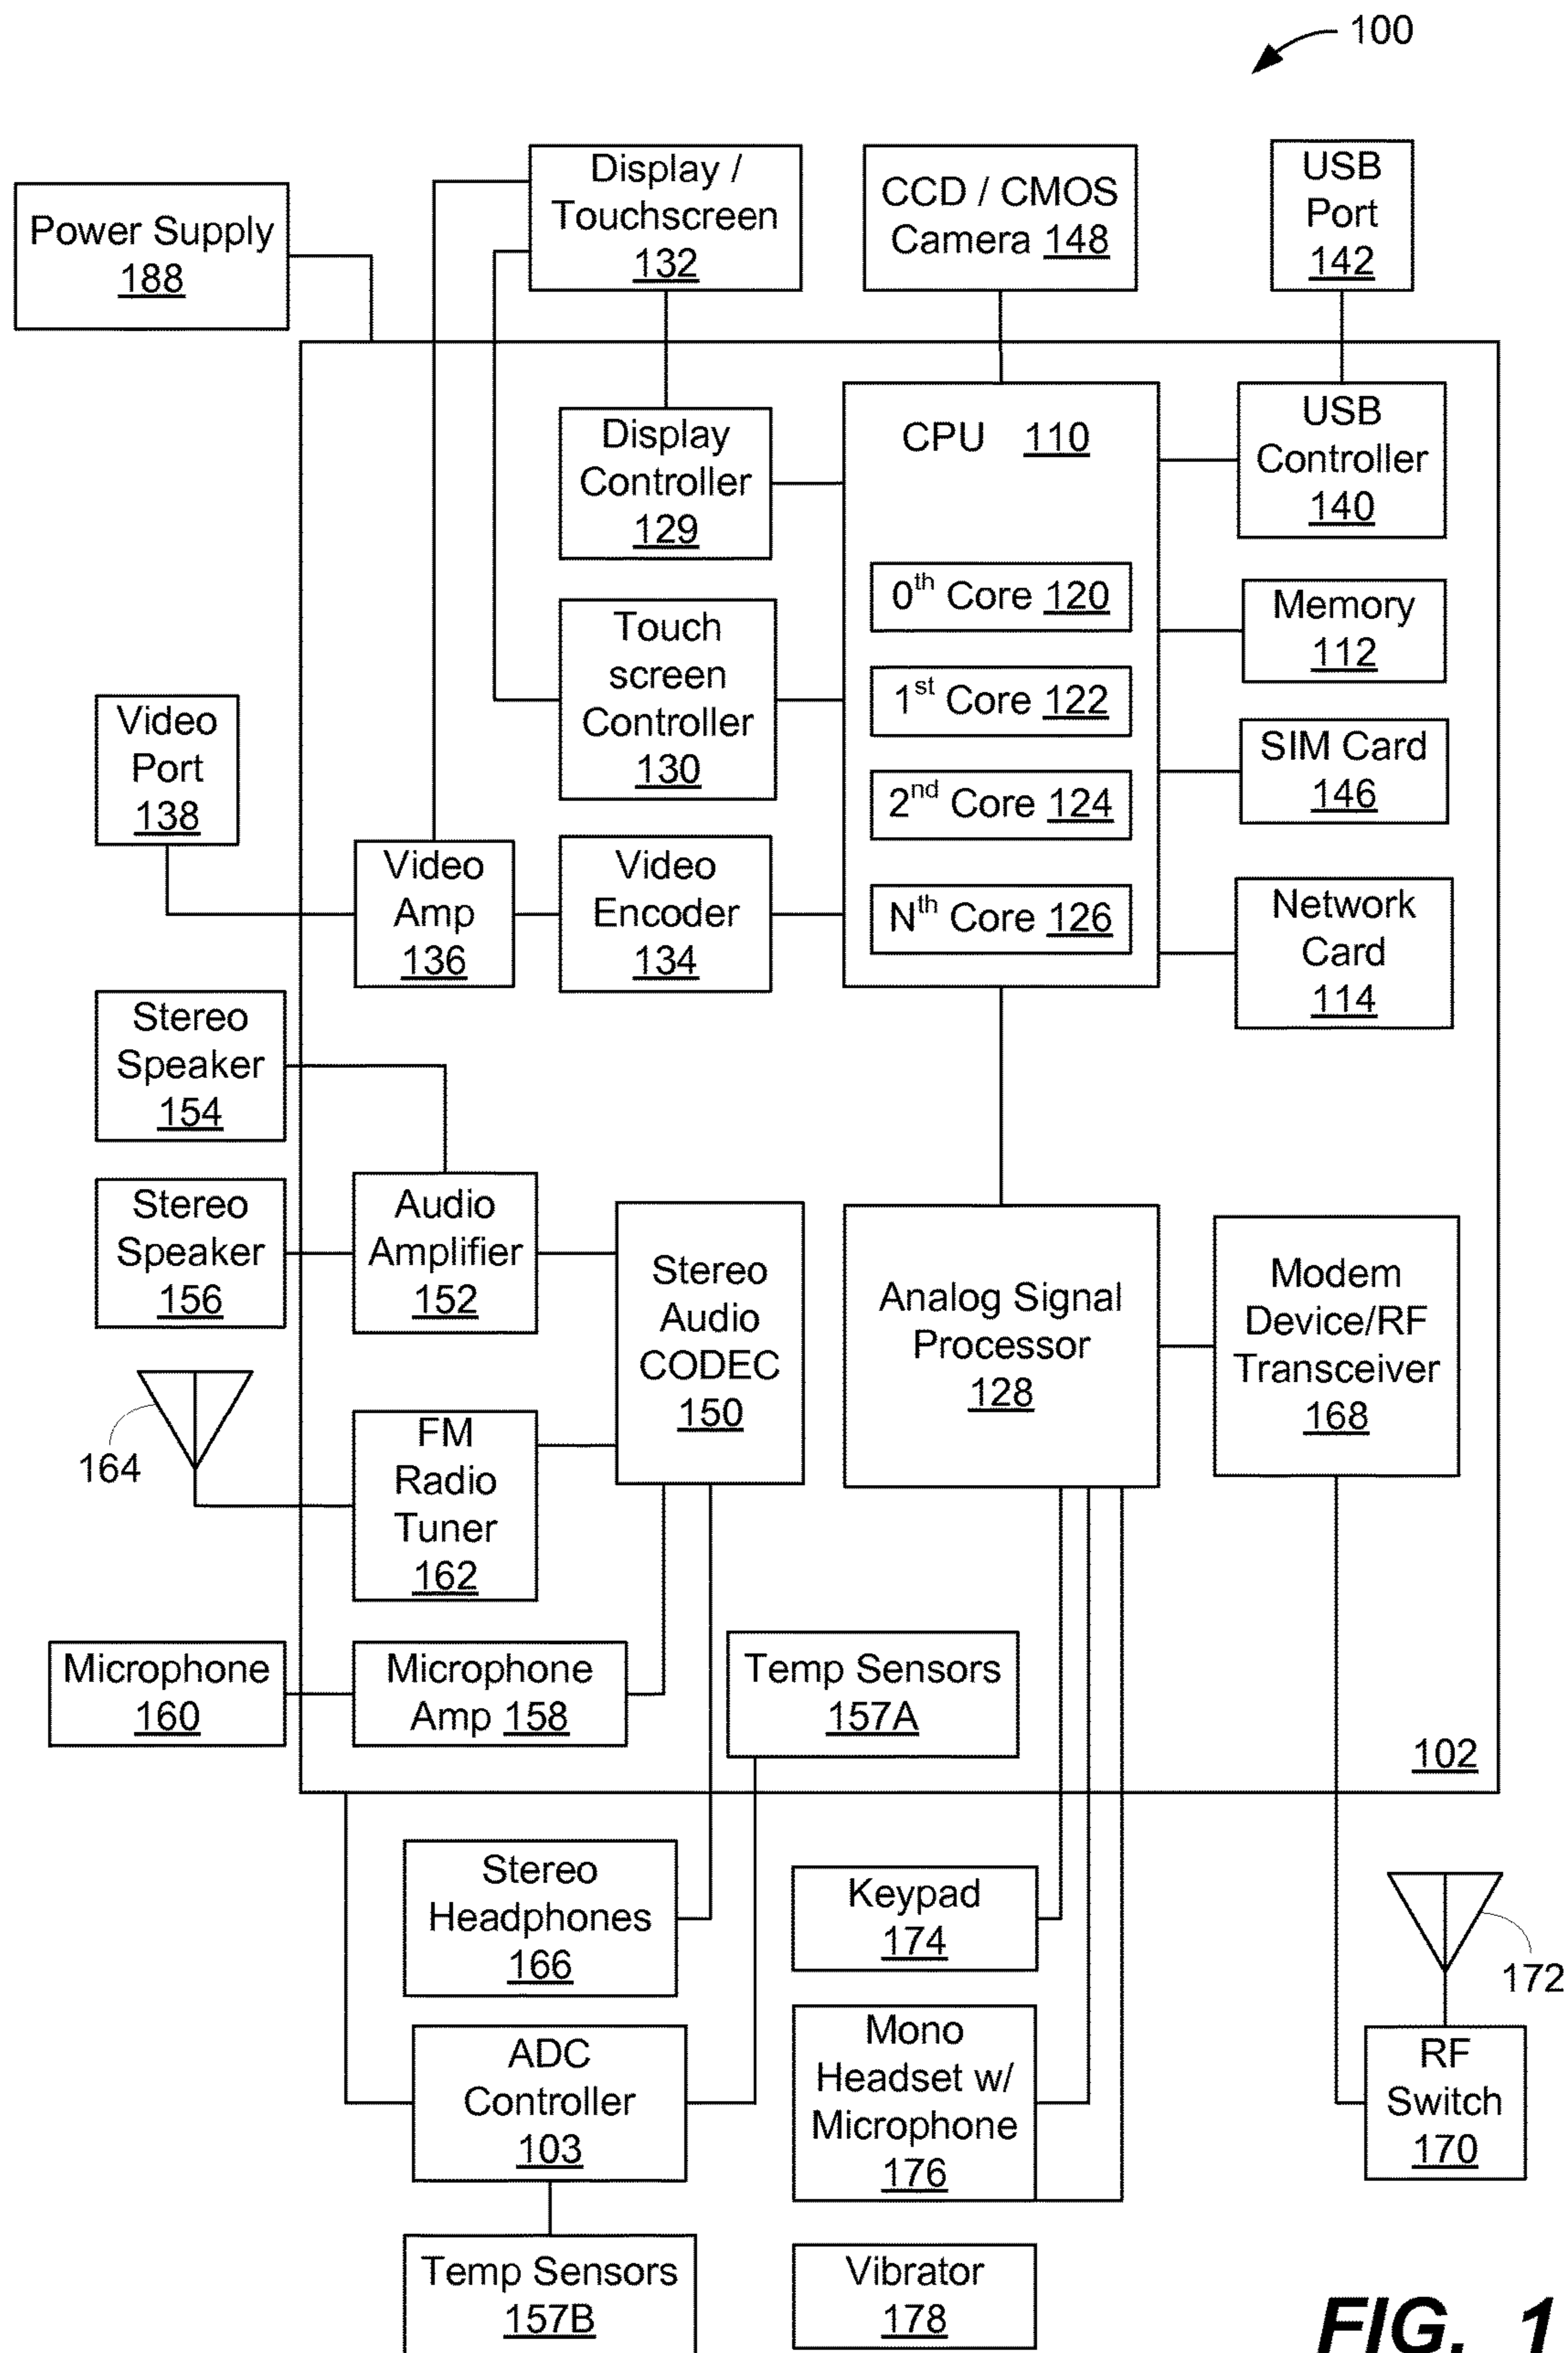 100
Power Supply
188
Display /
Touchscreen
132
CCD / CMOS
Camera 148
USB
Port
142
Display
Controller
129
CPU 110
USB
Controller
140
0th Core 120
1st Core 122
2nd Core 124
Nth Core 126
Memory
112
Touch
screen
Controller
130
SIM Card
146
Video
Port
138
Video
Amp
136
Video
Encoder
134
Network
Card
114
Stereo
Speaker
154
Stereo
Speaker
156
Audio
Amplifier
152
Stereo
Audio
CODEC
150
Analog Signal
Processor
128
Modem
Device/RF
Transceiver
168
164
FM
Radio
Tuner
162
Microphone
160
Microphone
Amp 158
Temp Sensors
157A
102
Stereo
Headphones
166
Keypad
174
172
ADC
Controller
103
Mono
Headset w/
Microphone
176
RF
Switch
170
Temp Sensors
157B
Vibrator
178
FIG. 1